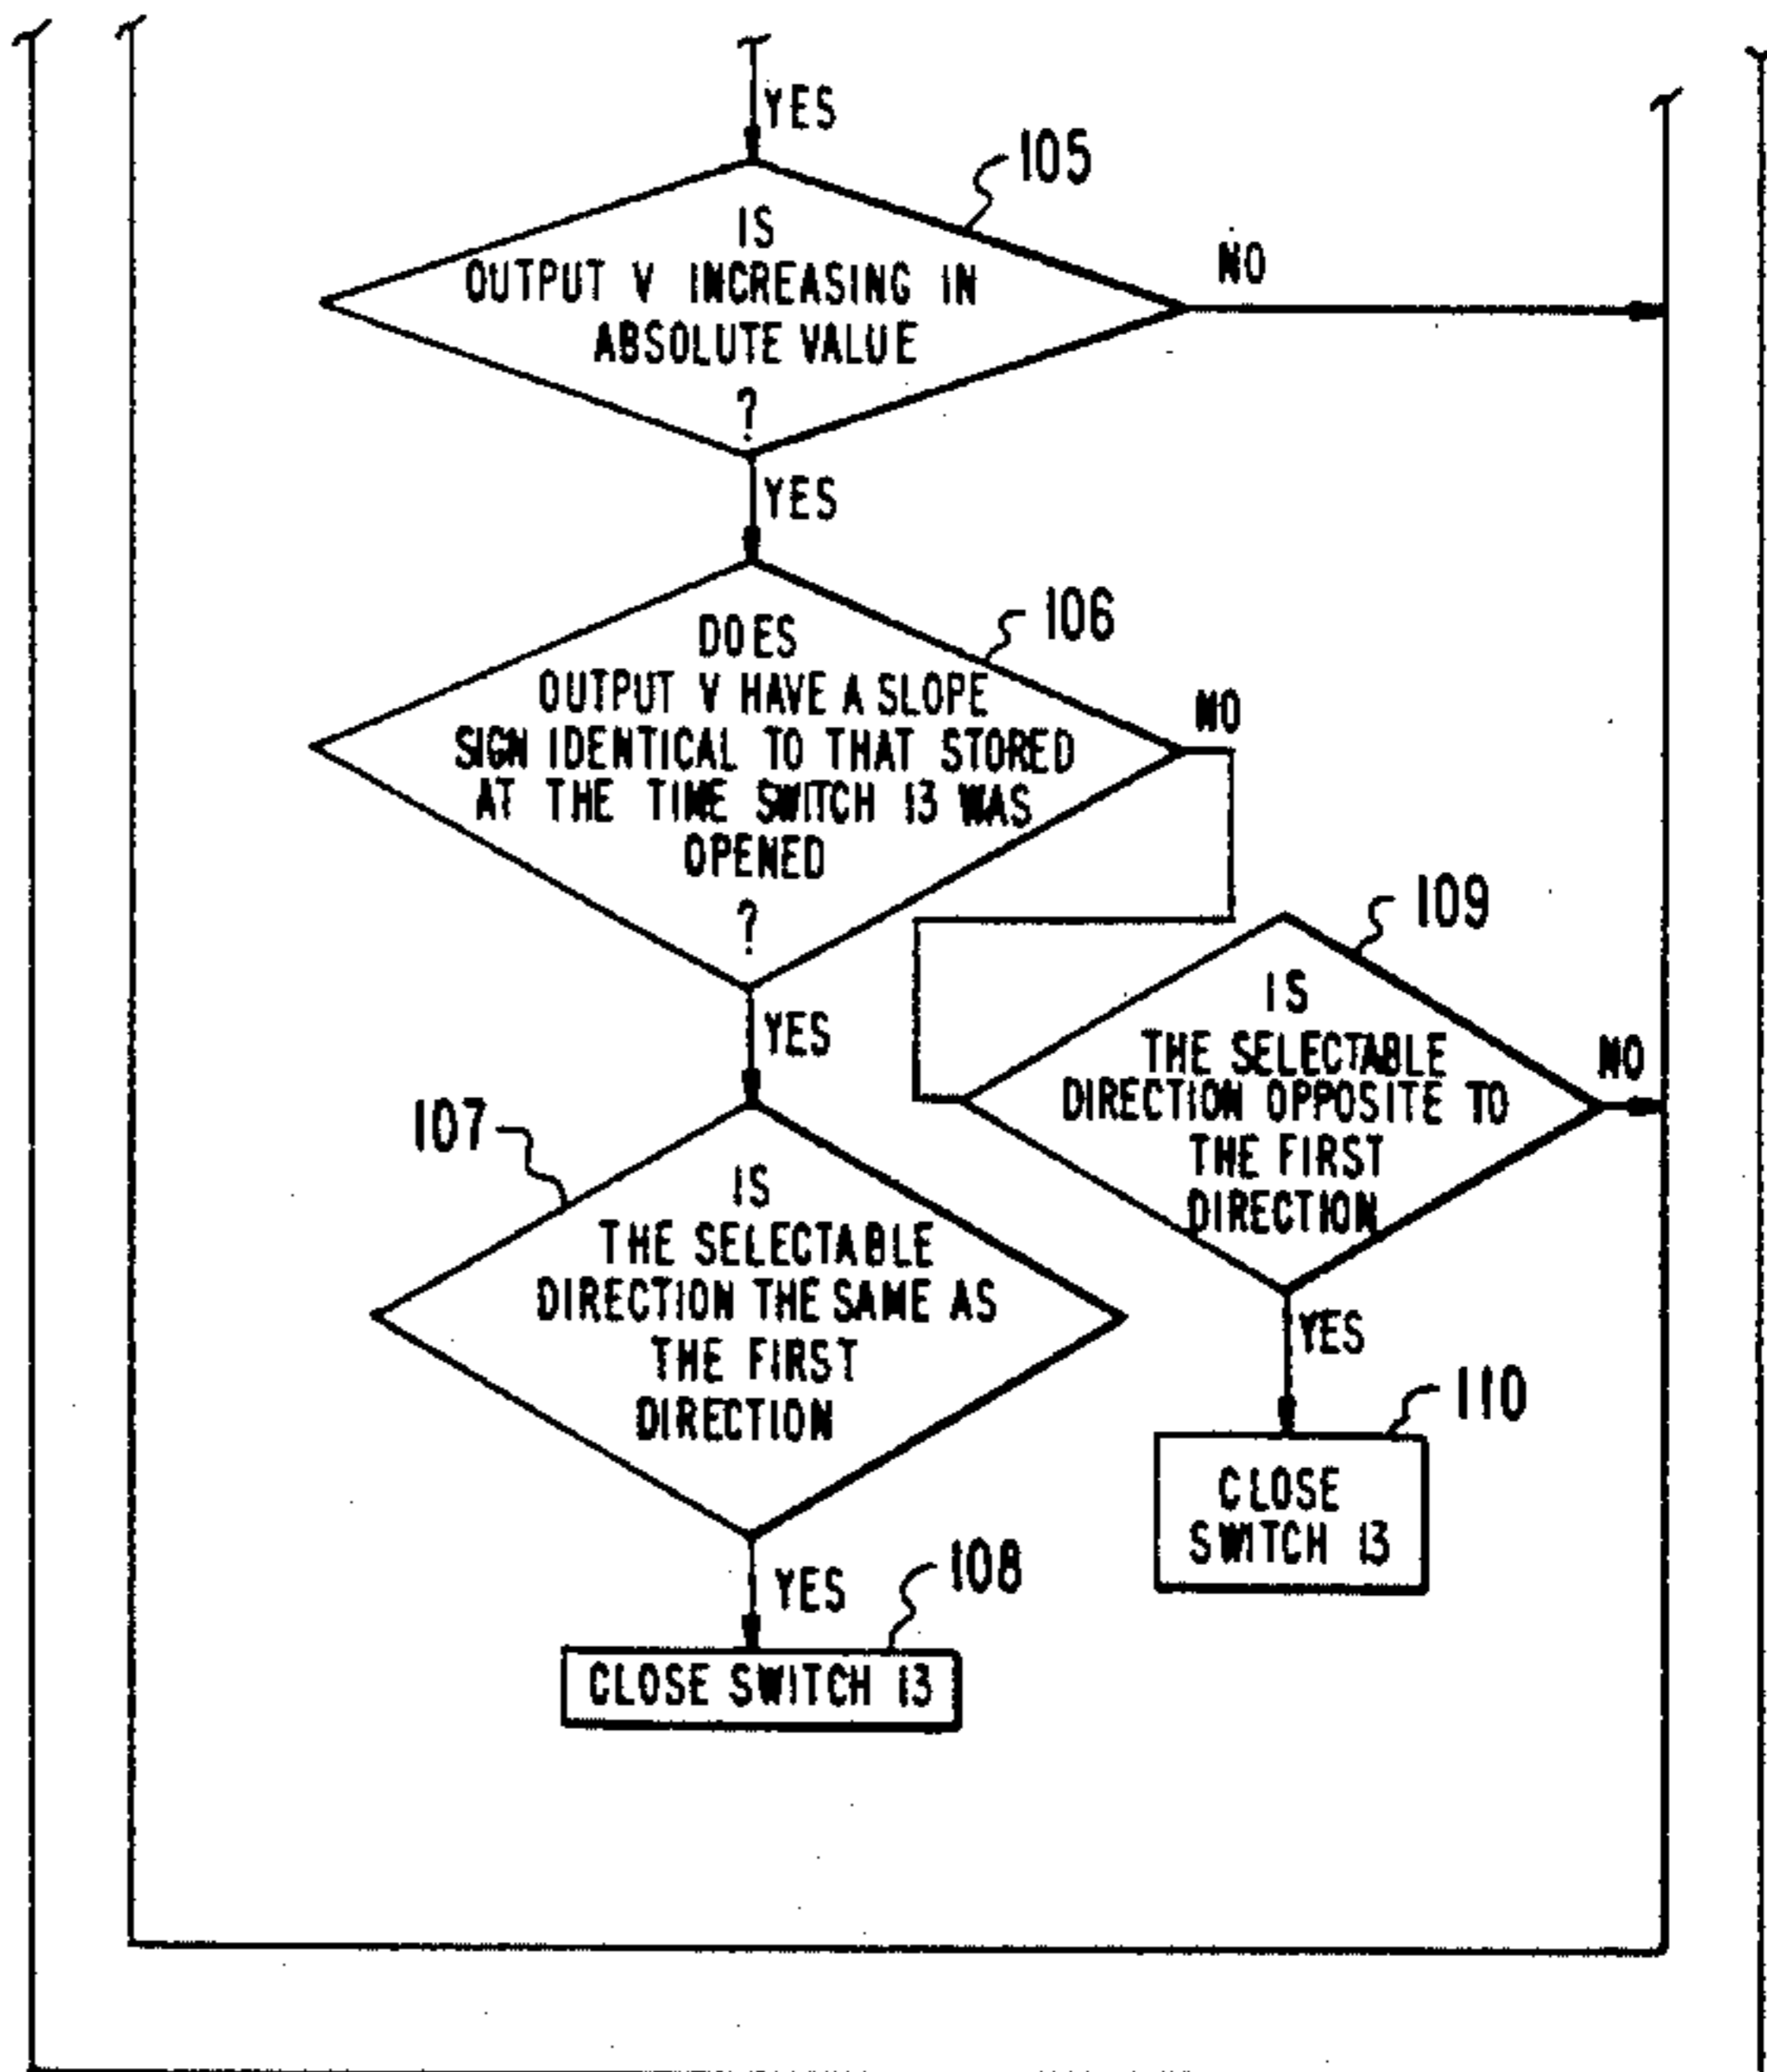 YES
105
IS
OUTPUT V INCREASING IN
ABSOLUTE VALUE
?
NO
YES
106
DOES
OUTPUT V HAVE A SLOPE
SIGN IDENTICAL TO THAT STORED
AT THE TIME SWITCH 13 WAS
OPENED
?
NO
YES
109
IS
THE SELECTABLE
DIRECTION OPPOSITE TO
THE FIRST
DIRECTION
NO
YES
110
CLOSE
SWITCH 13
107
IS
THE SELECTABLE
DIRECTION THE SAME AS
THE FIRST
DIRECTION
YES
108
CLOSE SWITCH 13